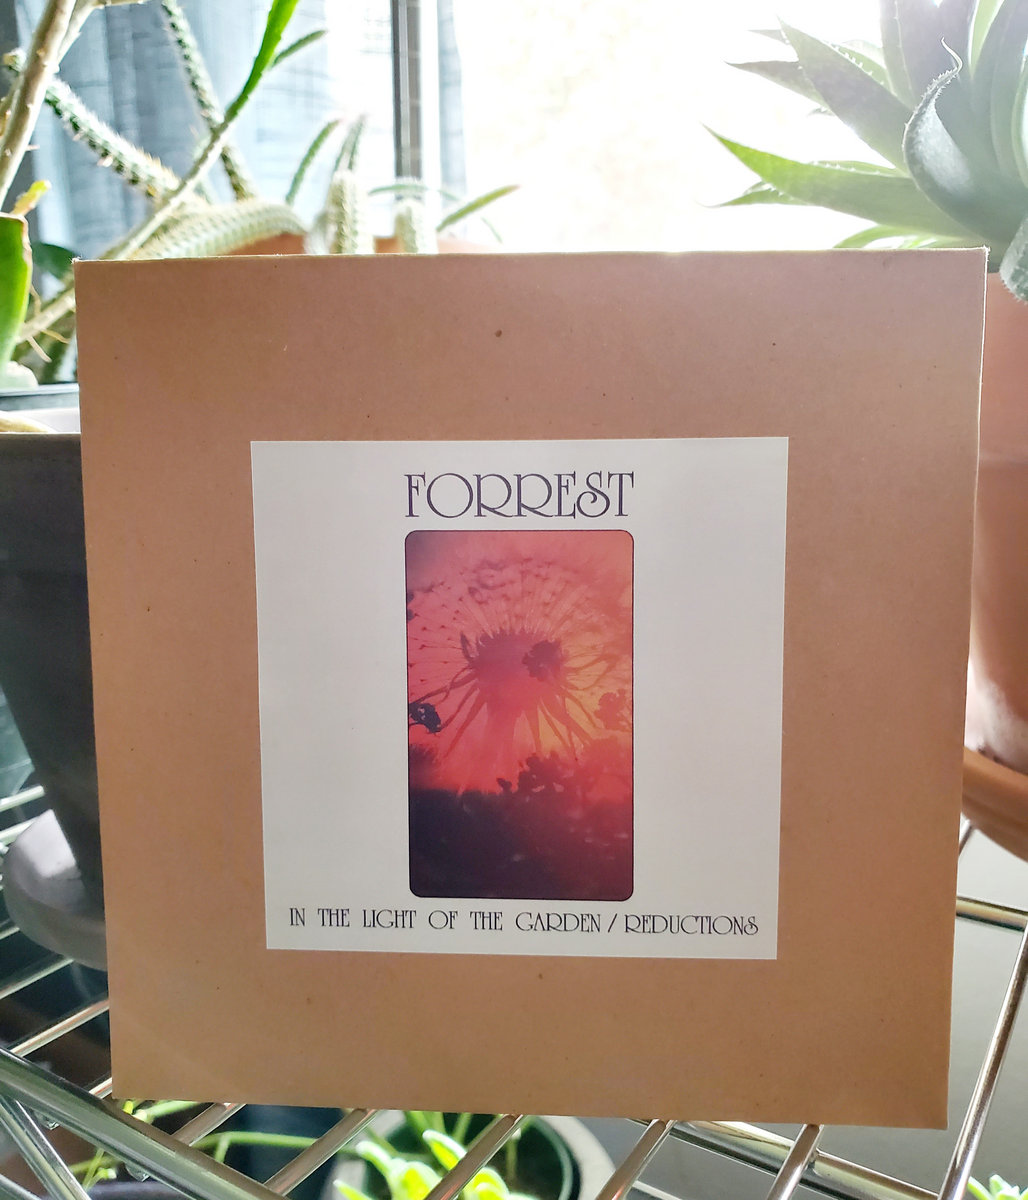 FORREST
IN THE LIGHT OF THE GARDEN / REDUCTIONS